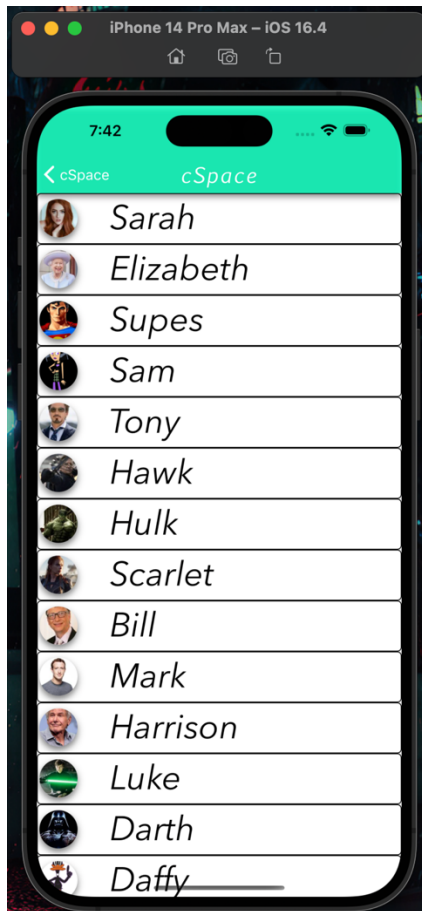 iPhone 14 Pro Max – iOS 16.4
7:42
cSpace cSpace
Sarah
Elizabeth
Supes
Sam
Tony
Hawk
Hulk
Scarlet
Bill
Mark
Harrison
Luke
Darth
Daffy